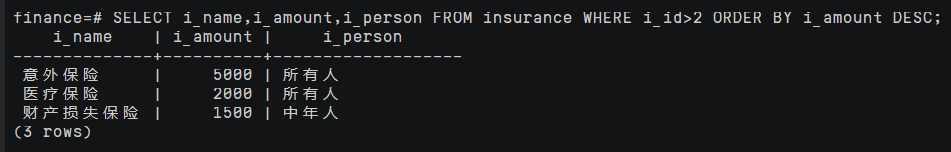 finance=# SELECT i_name,i_amount,i_person FROM insurance WHERE i_id>2 ORDER BY i_amount DESC;
    i_name    | i_amount |     i_person
--------------+----------+-------------------
 意外保险     |     5000 | 所有人
 医疗保险     |     2000 | 所有人
 财产损失保险 |     1500 | 中年人
(3 rows)